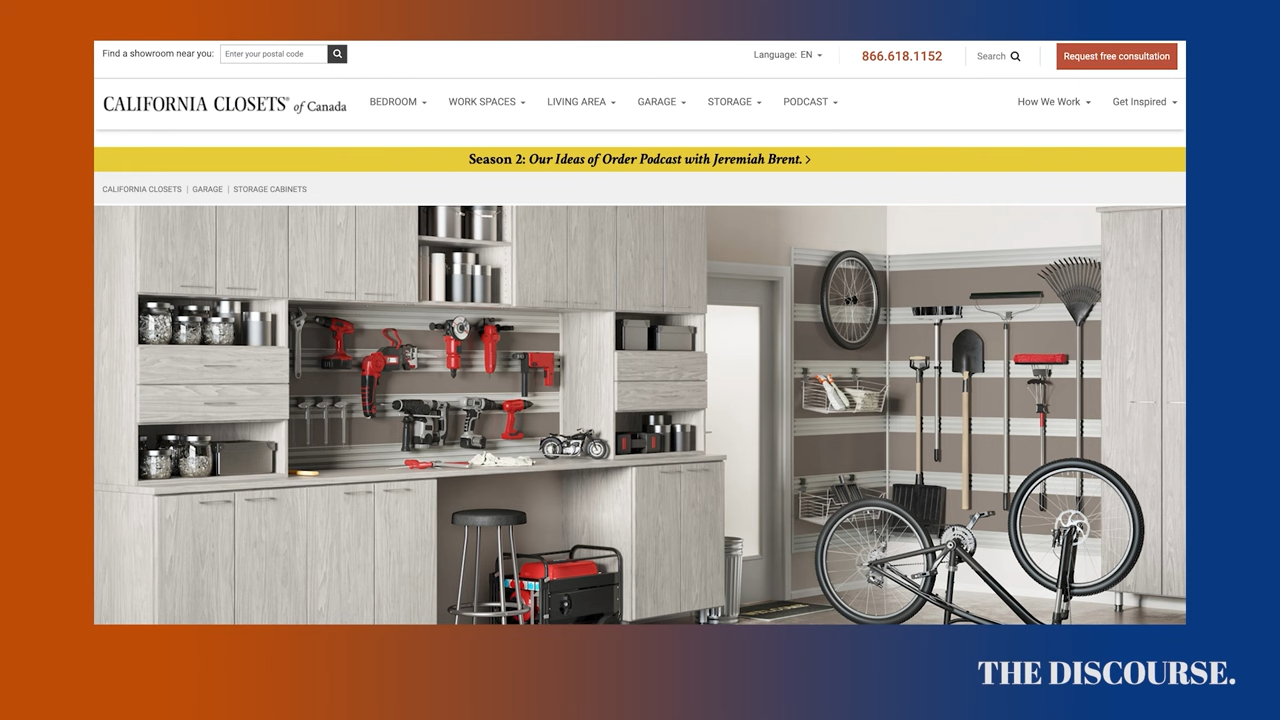 Find a showroom near you: Enter your postal code Language: EN 866.618.1152 Search Request free consultation
CALIFORNIA CLOSETS® of Canada BEDROOM WORK SPACES LIVING AREA GARAGE STORAGE PODCAST How We Work Get Inspired
Season 2: Our Ideas of Order Podcast with Jeremiah Brent. >
CALIFORNIA CLOSETS | GARAGE | STORAGE CABINETS
WELCOME
THE DISCOURSE.